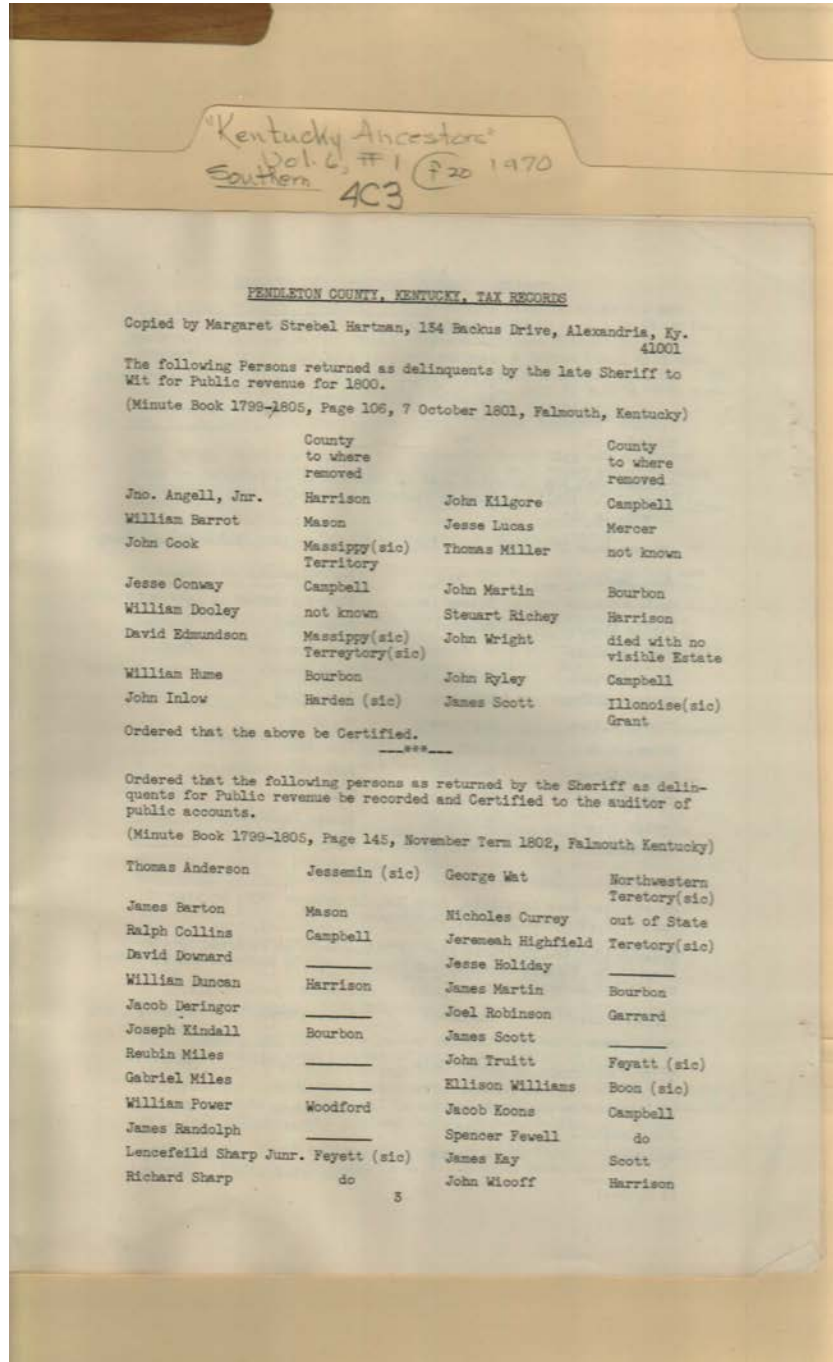 "Kentucky Ancestors"
Vol. 6, #1 p 20 1970
Southern
4C3
PENDLETON COUNTY, KENTUCKY, TAX RECORDS
Copied by Margaret Strebel Hartman, 134 Backus Drive, Alexandria, Ky.
41001
The following Persons returned as delinquents by the late Sheriff to
Wit for Public revenue for 1800.
(Minute Book 1799-1805, Page 106, 7 October 1801, Falmouth, Kentucky)
County County
to where to where
removed removed
Jno. Angell, Jnr. Harrison John Kilgore Campbell
William Barrot Mason Jesse Lucas Mercer
John Cook Massippy(sic) Thomas Miller not known
Territory
Jesse Conway Campbell John Martin Bourbon
William Dooley not known Steuart Richey Harrison
David Edmundson Massippy(sic) John Wright died with no
Terreytory(sic) visible Estate
William Hume Bourbon John Ryley Campbell
John Inlow Harden (sic) James Scott Illonoise(sic)
Grant
Ordered that the above be Certified.
___***___
Ordered that the following persons as returned by the Sheriff as delin-
quents for Public revenue be recorded and Certified to the auditor of
public accounts.
(Minute Book 1799-1805, Page 145, November Term 1802, Falmouth Kentucky)
Thomas Anderson Jessemin (sic) George Wat Northwestern
Teretory(sic)
James Barton Mason Nicholes Currey out of State
Ralph Collins Campbell Jeremeah Highfield Teretory(sic)
David Downard ______ Jesse Holiday ______
William Duncan Harrison James Martin Bourbon
Jacob Deringor ______ Joel Robinson Garrard
Joseph Kindall Bourbon James Scott ______
Reubin Miles ______ John Truitt Feyatt (sic)
Gabriel Miles ______ Ellison Williams Boon (sic)
William Power Woodford Jacob Koons Campbell
James Randolph ______ Spencer Fewell do
Lencefeild Sharp Junr. Feyett (sic) James Kay Scott
Richard Sharp do John Wicoff Harrison
3